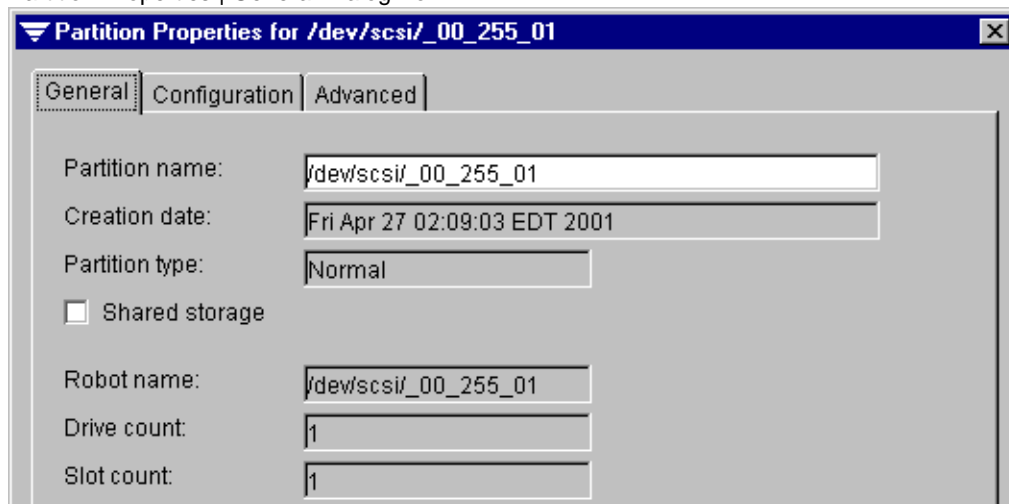 Partition Properties for /dev/scsi/_00_255_01
General Configuration Advanced
Partition name: /dev/scsi/_00_255_01
Creation date: Fri Apr 27 02:09:03 EDT 2001
Partition type: Normal
Shared storage
Robot name: /dev/scsi/_00_255_01
Drive count: 1
Slot count: 1